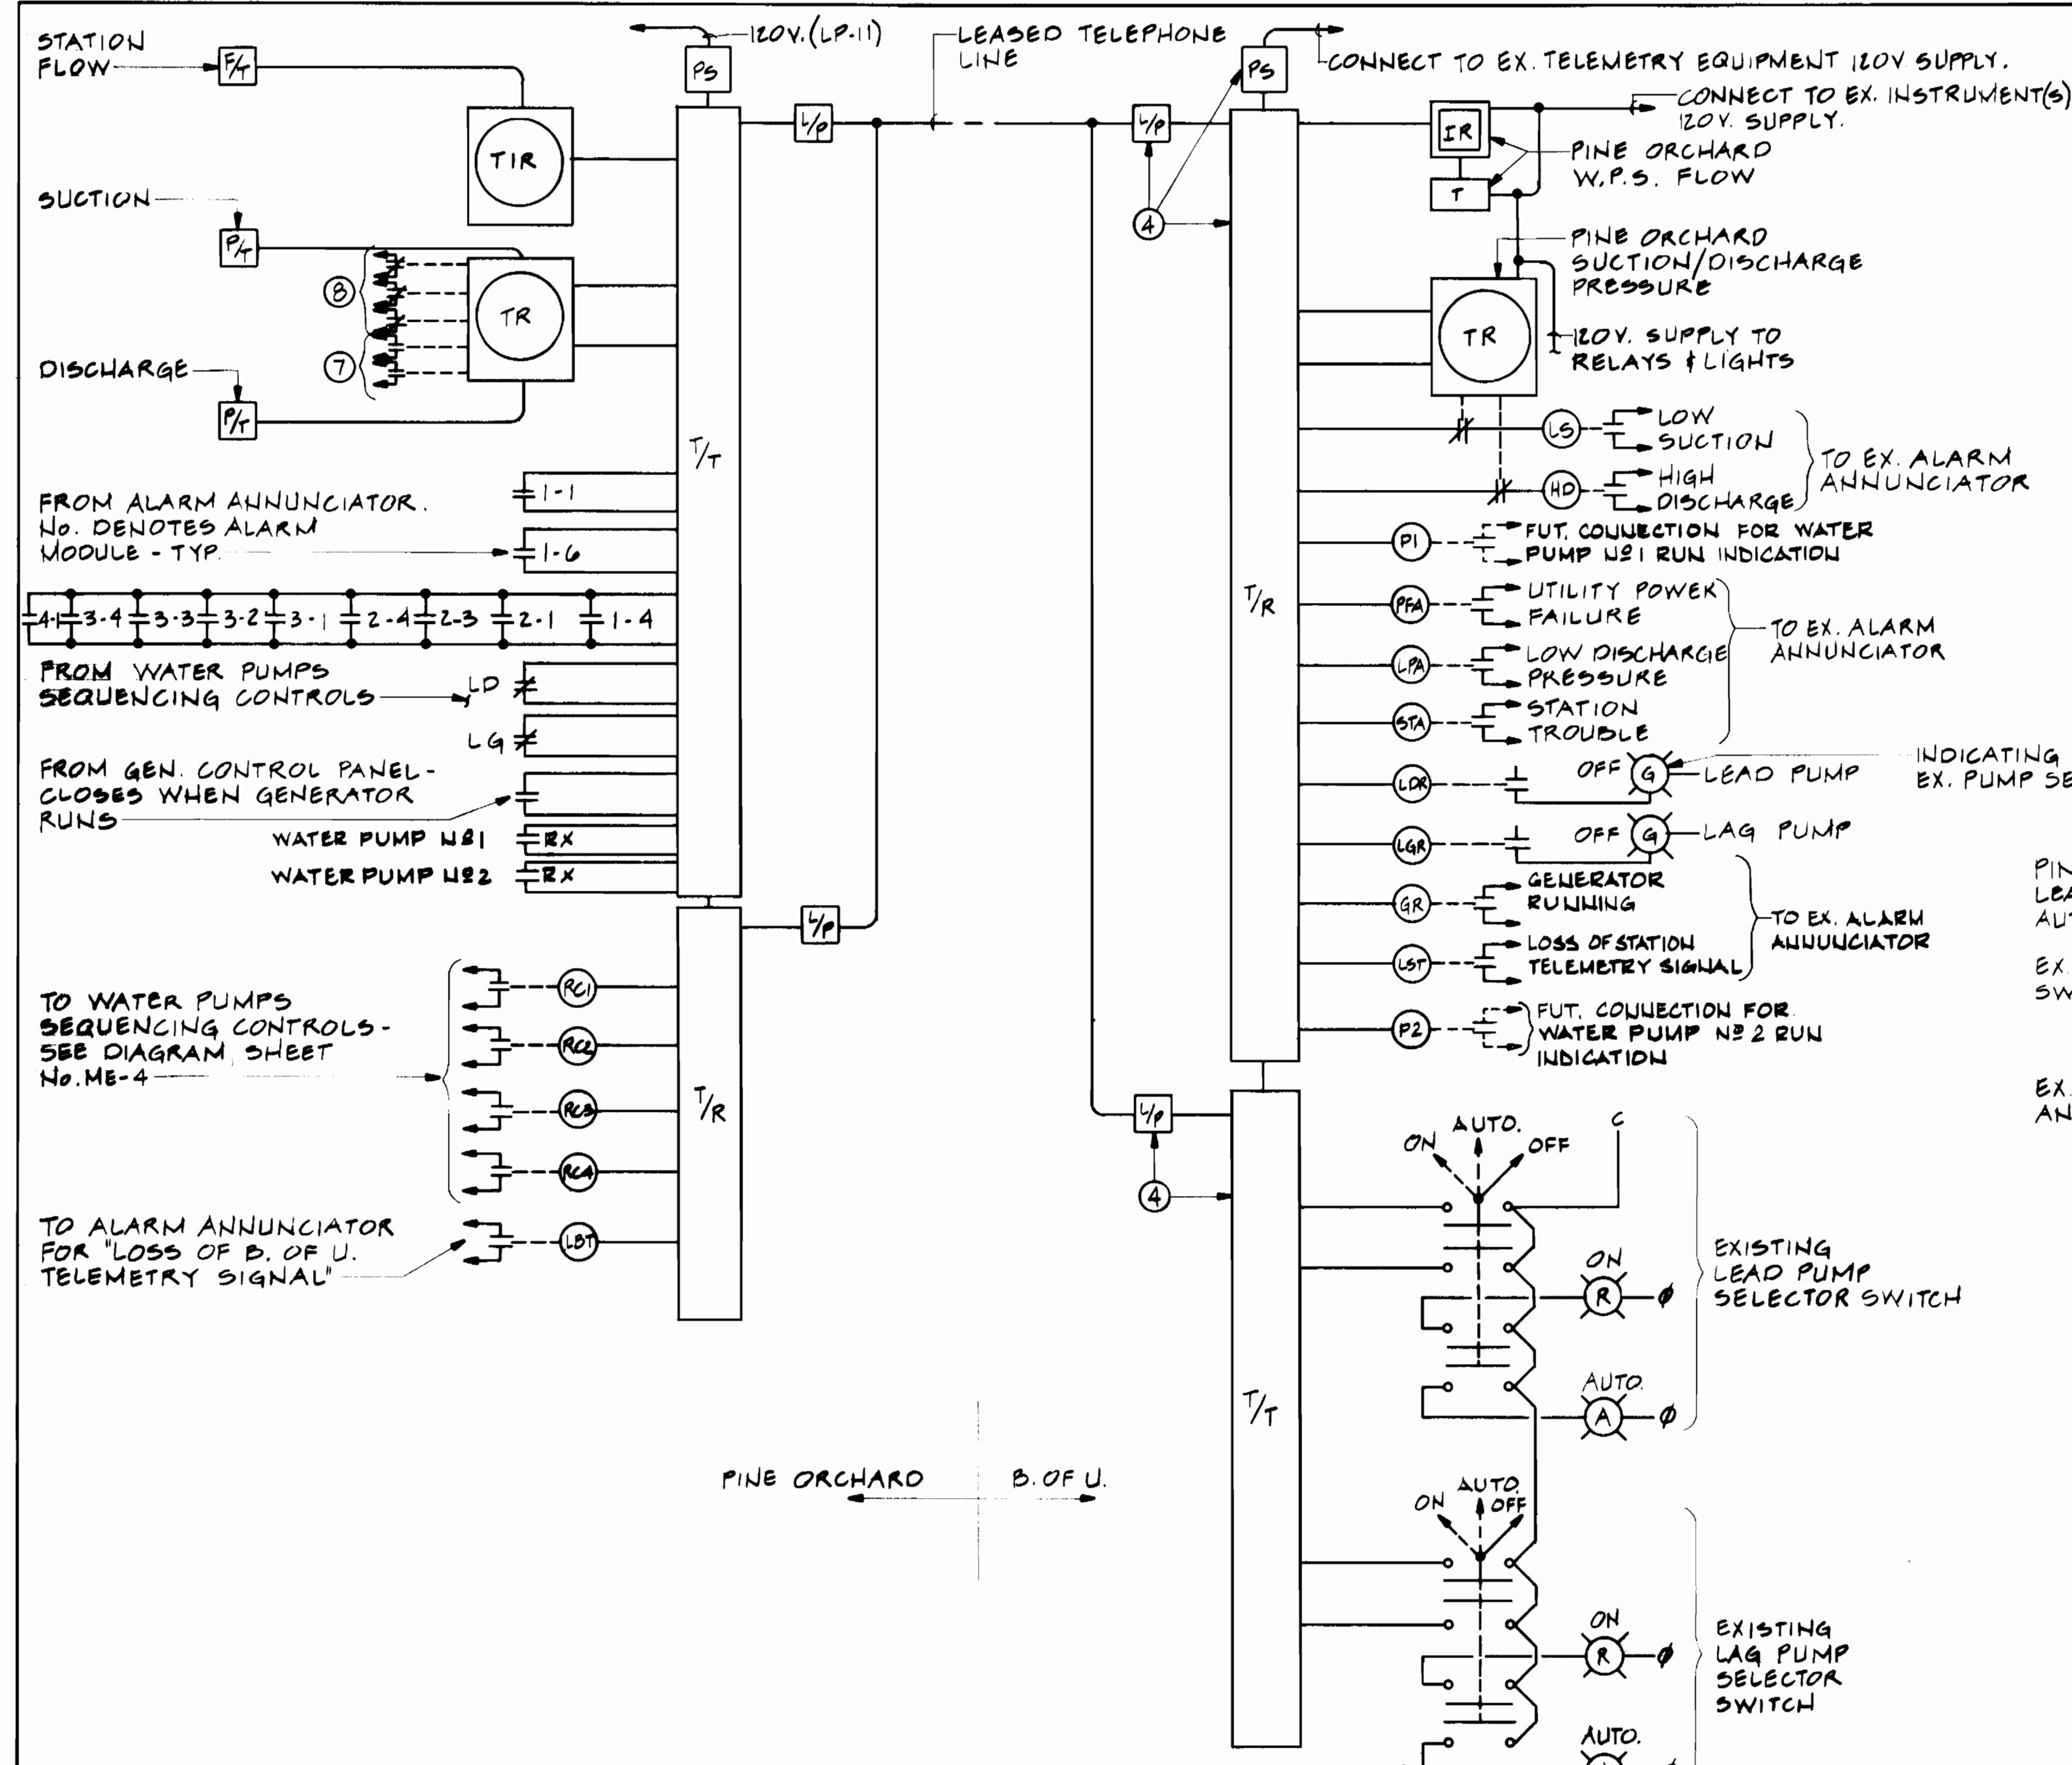 STATION
FLOW
F/T
TIR
SUCTION
P/T
8
TR
7
DISCHARGE
P/T
FROM ALARM ANNUNCIATOR.
No. DENOTES ALARM
MODULE - TYP.
1-1
1-6
4-1 3-4 3-3 3-2 3-1 2-4 2-3 2-1 1-4
FROM WATER PUMPS
SEQUENCING CONTROLS
LD
LG
FROM GEN. CONTROL PANEL-
CLOSES WHEN GENERATOR
RUNS
WATER PUMP Nº1 RX
WATER PUMP Nº2 RX
TO WATER PUMPS
SEQUENCING CONTROLS-
SEE DIAGRAM, SHEET
No. ME-4
RC1
RC2
RC3
RC4
TO ALARM ANNUNCIATOR
FOR "LOSS OF B. OF U.
TELEMETRY SIGNAL"
LBT
120V. (LP-11)
PS
T/T
L/P
LEASED TELEPHONE
LINE
L/P
T/R
PINE ORCHARD
B. OF U.
PS
CONNECT TO EX. TELEMETRY EQUIPMENT 120V. SUPPLY.
L/P
4
T/R
IR
CONNECT TO EX. INSTRUMENT(S)
120V. SUPPLY.
T
PINE ORCHARD
W.P.S. FLOW
PINE ORCHARD
SUCTION/DISCHARGE
PRESSURE
TR
120V. SUPPLY TO
RELAYS & LIGHTS
LS
LOW
SUCTION
HD
HIGH
DISCHARGE
TO EX. ALARM
ANNUNCIATOR
P1
FUT. CONNECTION FOR WATER
PUMP Nº1 RUN INDICATION
PFA
UTILITY POWER
FAILURE
LPA
LOW DISCHARGE
PRESSURE
STA
STATION
TROUBLE
TO EX. ALARM
ANNUNCIATOR
LDR
OFF G LEAD PUMP
INDICATING
EX. PUMP SE
LGR
OFF G LAG PUMP
GR
GENERATOR
RUNNING
LST
LOSS OF STATION
TELEMETRY SIGNAL
TO EX. ALARM
ANNUNCIATOR
P2
FUT. CONNECTION FOR
WATER PUMP Nº 2 RUN
INDICATION
PIN
LEA
AUT
EX.
SW
EX.
AN
L/P
4
T/T
ON AUTO. OFF
C
ON
R
AUTO.
A
EXISTING
LEAD PUMP
SELECTOR SWITCH
ON AUTO. OFF
ON
R
AUTO.
EXISTING
LAG PUMP
SELECTOR
SWITCH